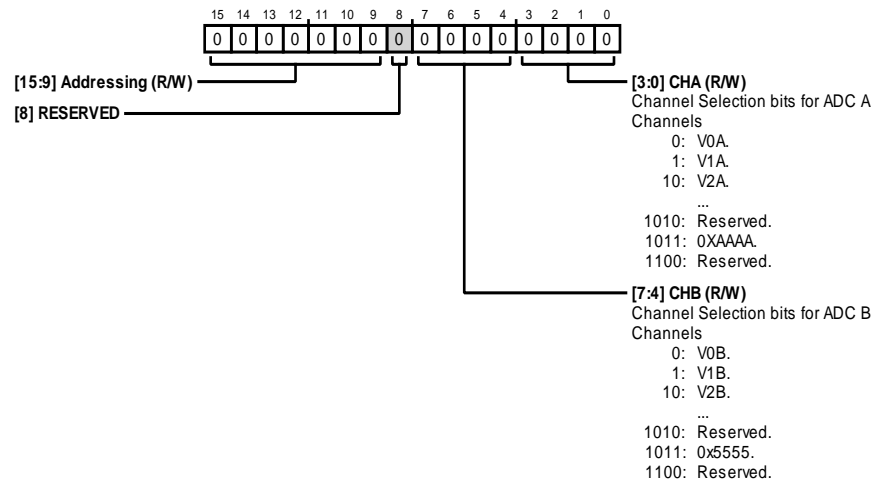 15 14 13 12 11 10 9 8 7 6 5 4 3 2 1 0
0 0 0 0 0 0 0 0 0 0 0 0 0 0 0 0
[15:9] Addressing (R/W)
[8] RESERVED
[3:0] CHA (R/W)
Channel Selection bits for ADC A
Channels
0: V0A.
1: V1A.
10: V2A.
...
1010: Reserved.
1011: 0XAAAA.
1100: Reserved.
[7:4] CHB (R/W)
Channel Selection bits for ADC B
Channels
0: V0B.
1: V1B.
10: V2B.
...
1010: Reserved.
1011: 0x5555.
1100: Reserved.